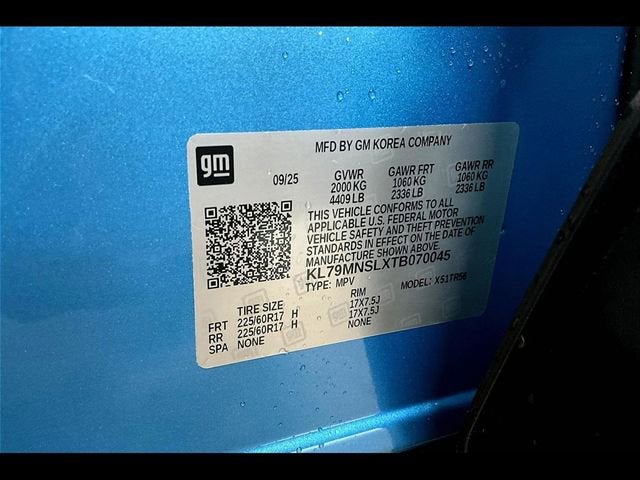 gm
MFD BY GM KOREA COMPANY
09/25 GVWR GAWR FRT GAWR RR
2000 KG 1060 KG 1060 KG
4409 LB 2336 LB 2336 LB
THIS VEHICLE CONFORMS TO ALL
APPLICABLE U.S. FEDERAL MOTOR
VEHICLE SAFETY AND THEFT PREVENTION
STANDARDS IN EFFECT ON THE DATE OF
MANUFACTURE SHOWN ABOVE.
KL79MNSLXTB070045
TYPE: MPV MODEL: X51TR56
TIRE SIZE RIM
FRT 225/60R17 H 17X7.5J
RR 225/60R17 H 17X7.5J
SPA NONE NONE